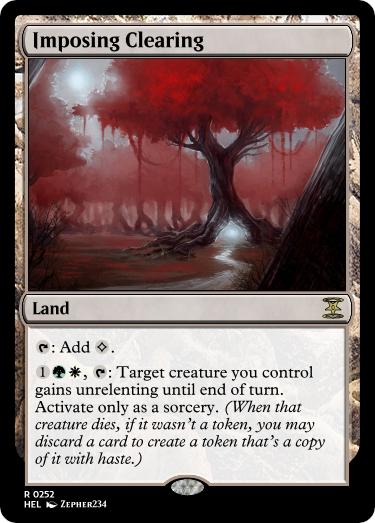 Imposing Clearing
Land
: Add .
1, : Target creature you control
gains unrelenting until end of turn.
Activate only as a sorcery. (When that
creature dies, if it wasn't a token, you may
discard a card to create a token that's a copy
of it with haste.)
R 0252
HEL Zepher234